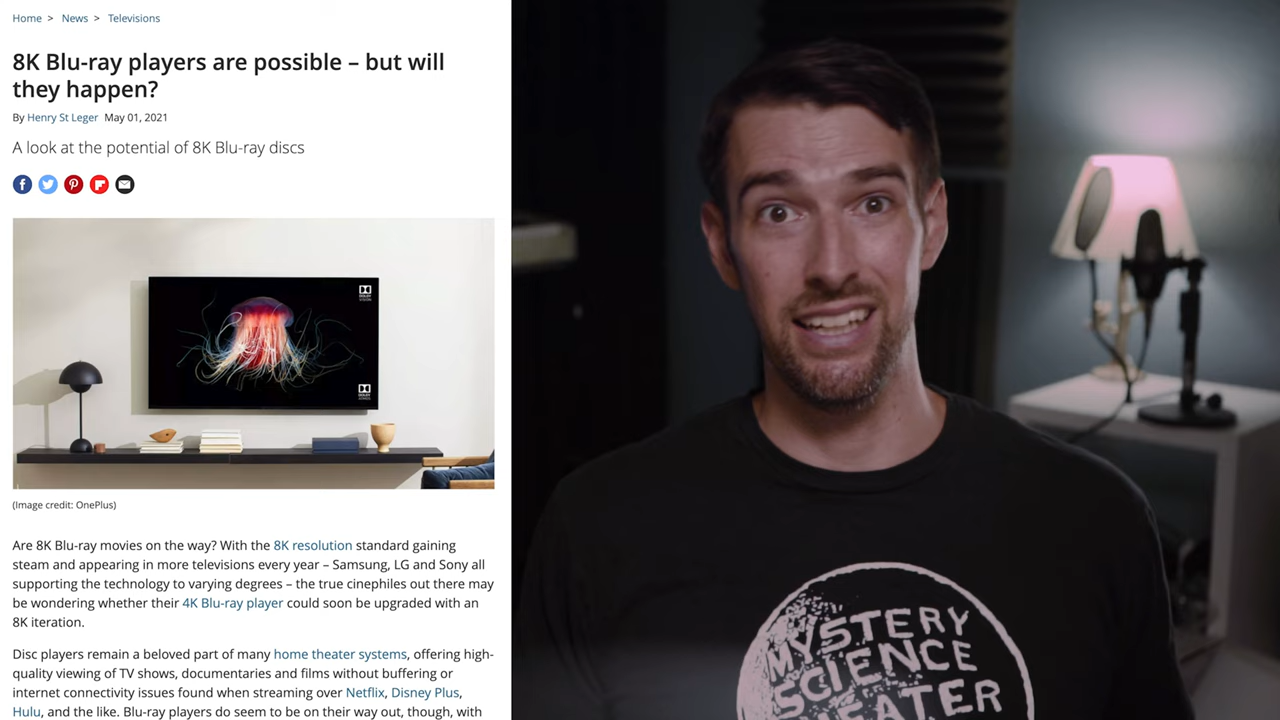 Home > News > Televisions
8K Blu-ray players are possible – but will
they happen?
By Henry St Leger May 01, 2021
A look at the potential of 8K Blu-ray discs
(Image credit: OnePlus)
Are 8K Blu-ray movies on the way? With the 8K resolution standard gaining
steam and appearing in more televisions every year – Samsung, LG and Sony all
supporting the technology to varying degrees – the true cinephiles out there may
be wondering whether their 4K Blu-ray player could soon be upgraded with an
8K iteration.
Disc players remain a beloved part of many home theater systems, offering high-
quality viewing of TV shows, documentaries and films without buffering or
internet connectivity issues found when streaming over Netflix, Disney Plus,
Hulu, and the like. Blu-ray players do seem to be on their way out, though, with
MYSTERY
SCIENCE
THEATER